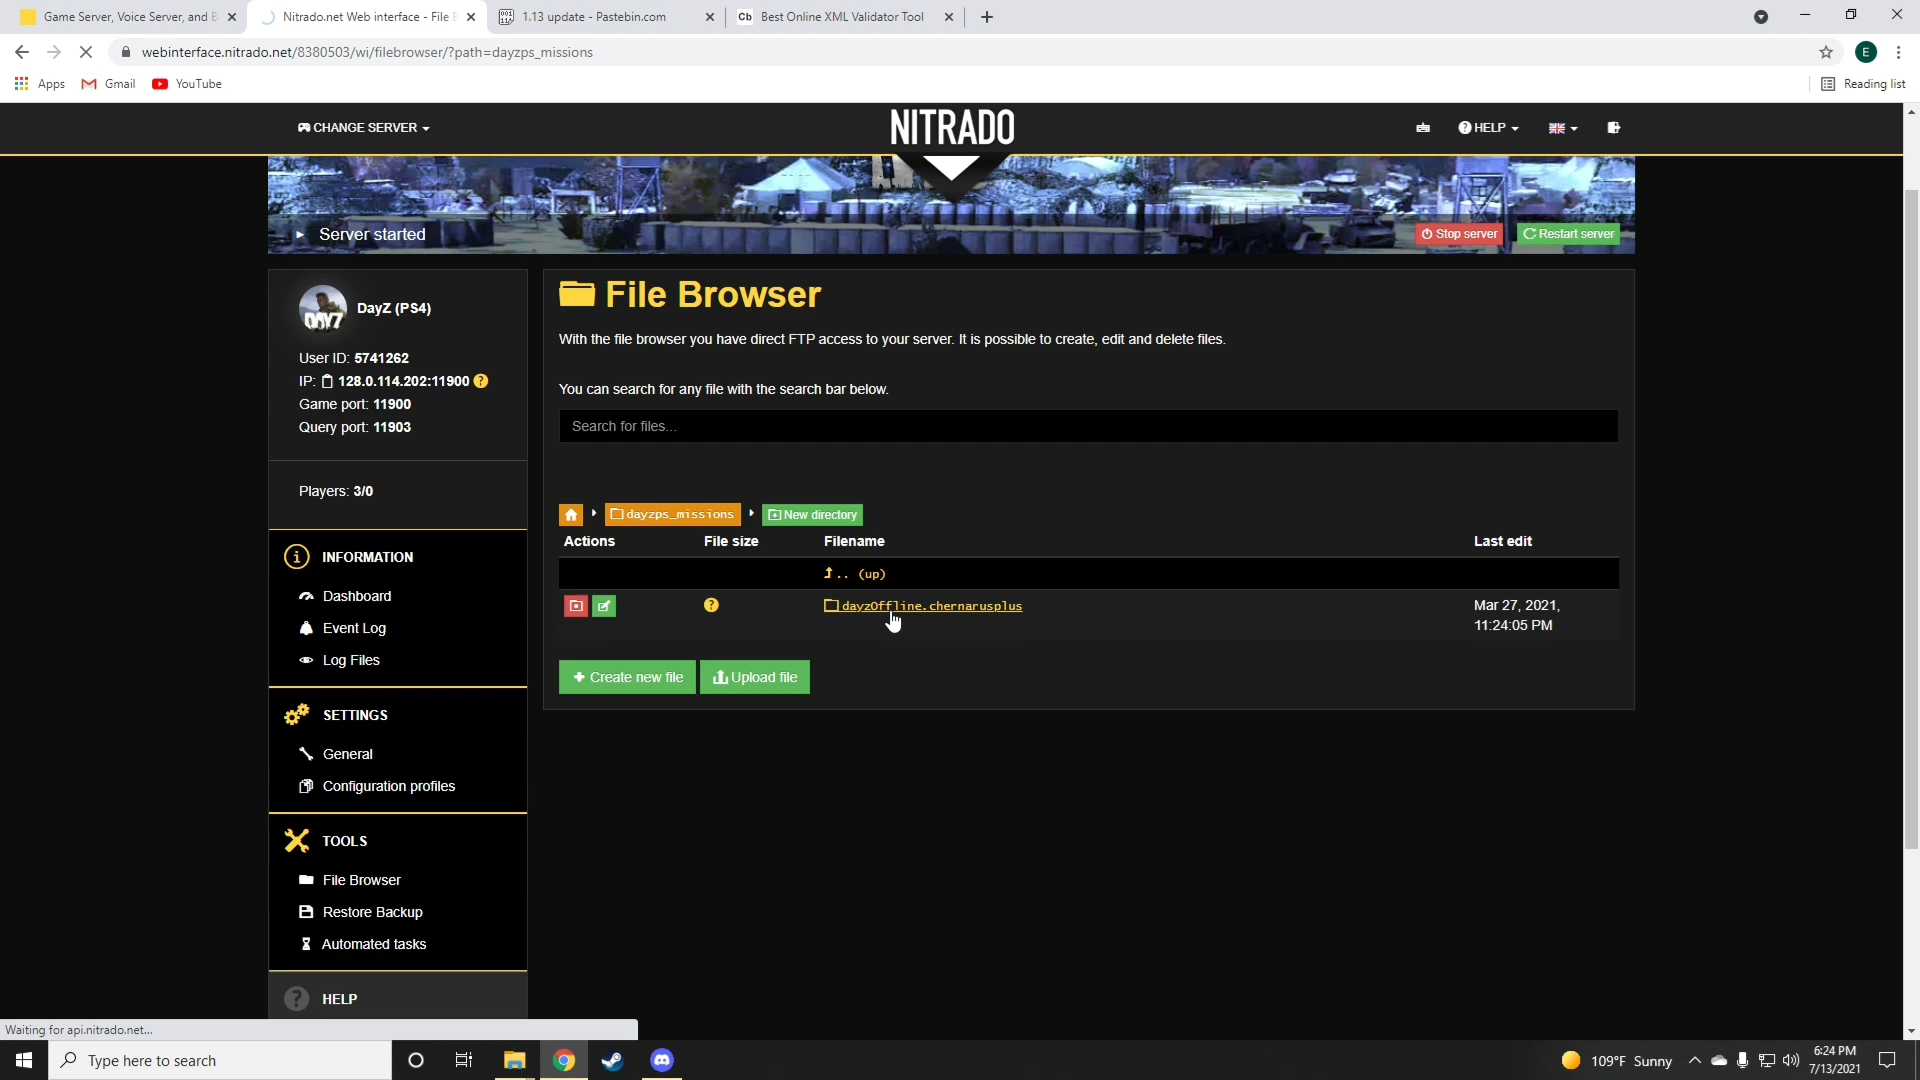 Game Server, Voice Server, and B
Nitrado.net Web interface - File B
1.13 update - Pastebin.com
Cb Best Online XML Validator Tool
webinterface.nitrado.net/8380503/wi/filebrowser/?path=dayzps_missions
E
Apps
Gmail
YouTube
Reading list
CHANGE SERVER
NITRADO
HELP
Server started
Stop server
Restart server
DAYZ
DayZ (PS4)
User ID: 5741262
IP: 128.0.114.202:11900
Game port: 11900
Query port: 11903
Players: 3/0
INFORMATION
Dashboard
Event Log
Log Files
SETTINGS
General
Configuration profiles
TOOLS
File Browser
Restore Backup
Automated tasks
HELP
File Browser
With the file browser you have direct FTP access to your server. It is possible to create, edit and delete files.
You can search for any file with the search bar below.
Search for files...
dayzps_missions
New directory
Actions
File size
Filename
Last edit
.. (up)
dayzOffline.chernarusplus
Mar 27, 2021,
11:24:05 PM
Create new file
Upload file
Waiting for api.nitrado.net...
Type here to search
109°F Sunny
6:24 PM
7/13/2021